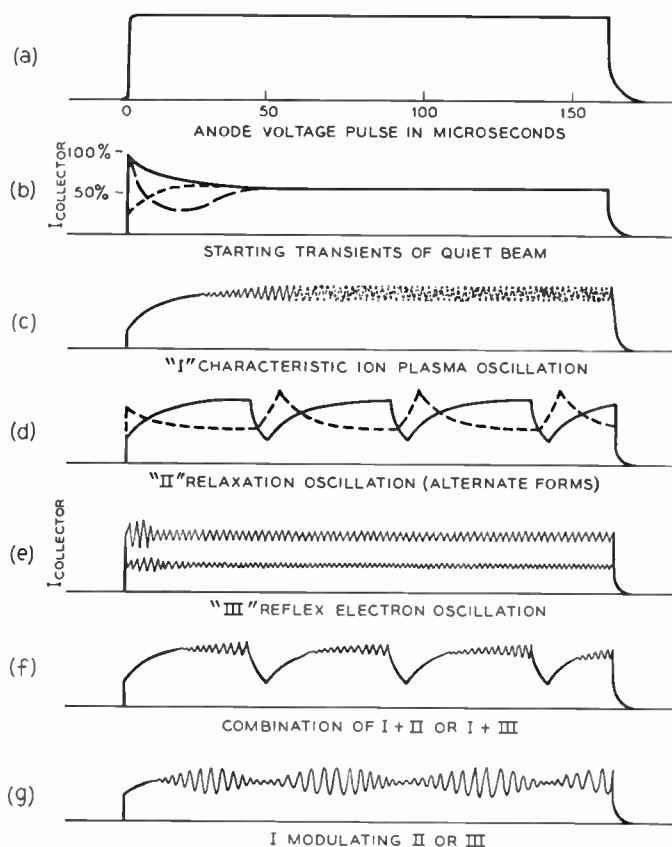 (a)
0 50 100 150
ANODE VOLTAGE PULSE IN MICROSECONDS
(b)
ICOLLECTOR
100%
50%
STARTING TRANSIENTS OF QUIET BEAM
(c)
"I" CHARACTERISTIC ION PLASMA OSCILLATION
(d)
"II" RELAXATION OSCILLATION (ALTERNATE FORMS)
(e)
ICOLLECTOR
"III" REFLEX ELECTRON OSCILLATION
(f)
COMBINATION OF I + II OR I + III
(g)
I MODULATING II OR III